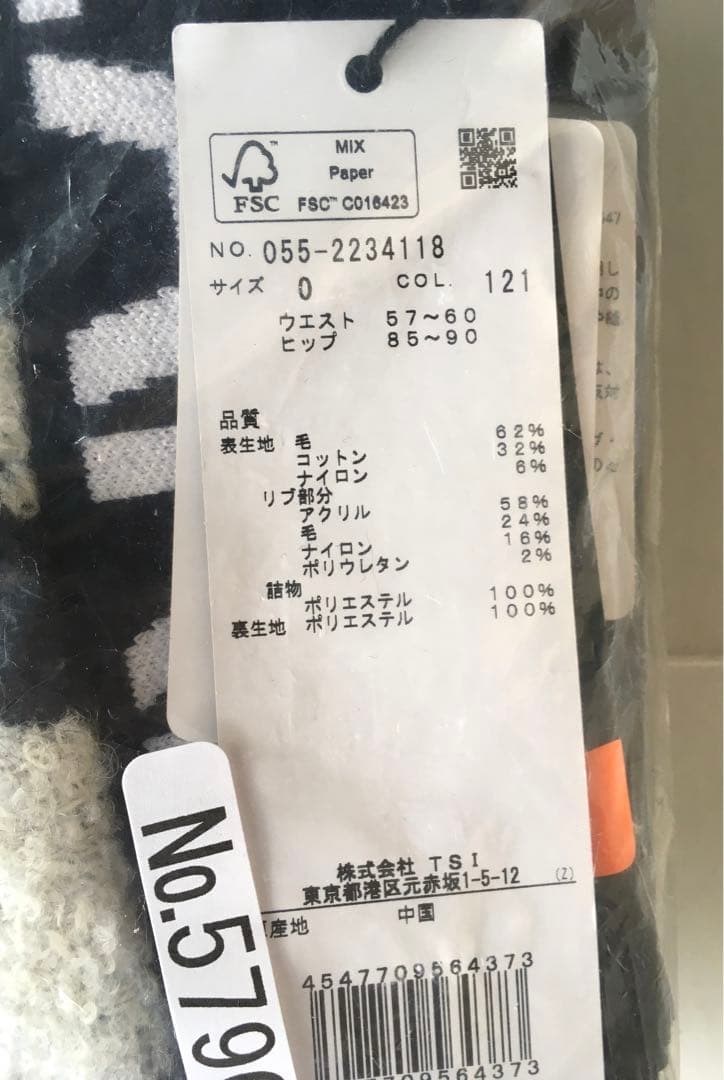 MIX
Paper
FSC FSC™ C016423
NO. 055-2234118
サイズ 0 COL. 121
ウエスト 57~60
ヒップ 85~90
品質
表生地 毛 62%
コットン 32%
ナイロン 6%
リブ部分
アクリル 58%
毛 24%
ナイロン 16%
ポリウレタン 2%
詰物
ポリエステル 100%
裏生地 ポリエステル 100%
株式会社 TSI
東京都港区元赤坂1-5-12 (Z)
産地 中国
4547709564373
7709564373
No.579